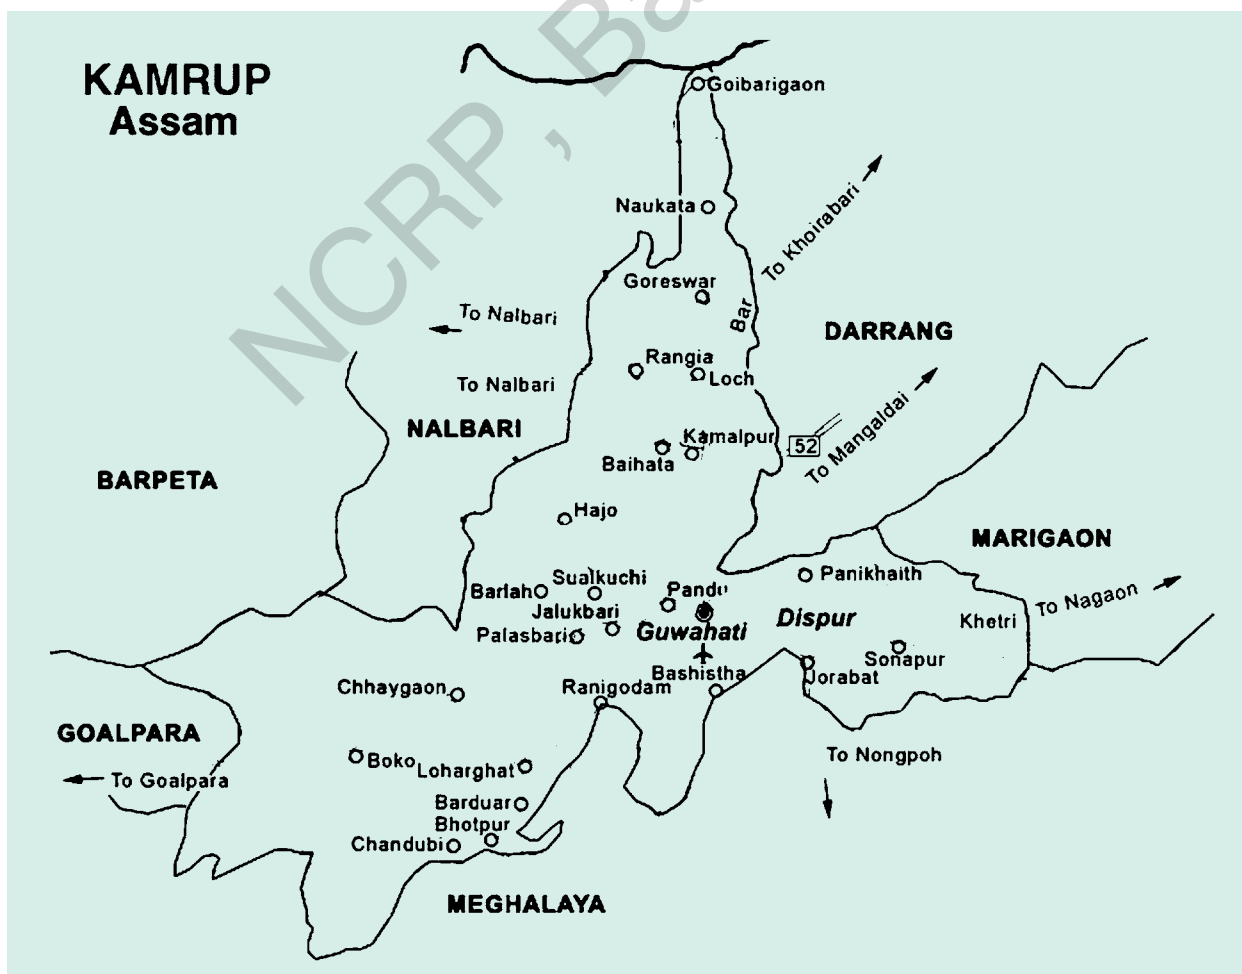 NCRP, Ba
KAMRUP
Assam
Goibarigaon
Naukata
To Khoirabari
Goreswar
Bar
To Nalbari
DARRANG
Rangia
Loch
To Nalbari
To Mangaldai
NALBARI
Kamalpur
52
Baihata
BARPETA
Hajo
MARIGAON
Panikhaith
Sualkuchi
Barlah
Pandu
To Nagaon
Jalukbari
Khetri
Dispur
Palasbari
Guwahati
Sonapur
Bashistha
Jorabat
Chhaygaon
Ranigodam
GOALPARA
To Nongpoh
Boko
Loharghat
To Goalpara
Barduar
Bhotpur
Chandubi
MEGHALAYA